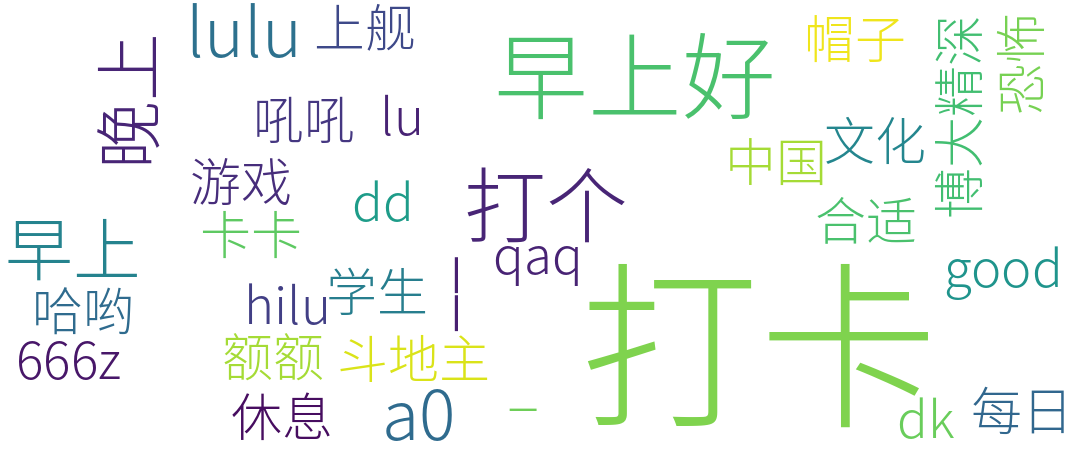 lulu
上舰
晚上
早上好
帽子
博大精深
恐怖
吼吼
lu
文化
中国
游戏
dd
打个
合适
卡卡
早上
qaq
good
哈哟
hilu
学生
打卡
666z
额额
斗地主
休息
a0
dk
每日